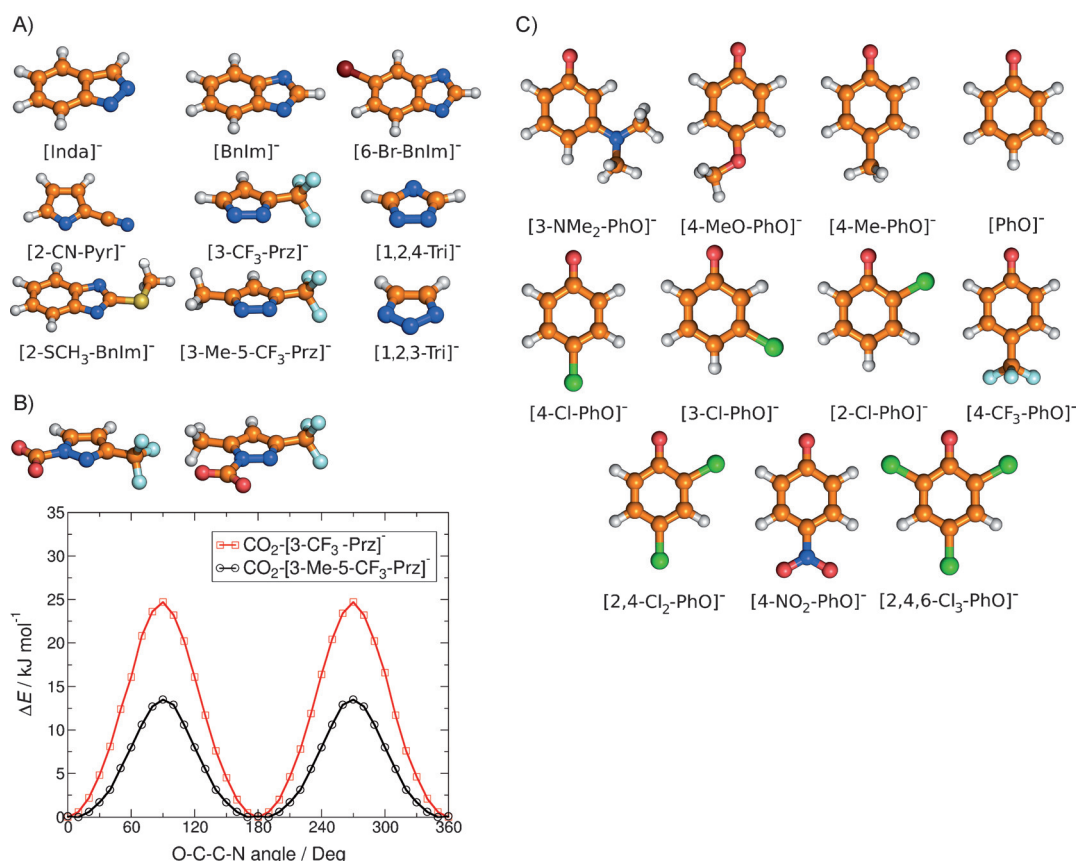 A)
[Inda]⁻ [BnIm]⁻ [6-Br-BnIm]⁻
[2-CN-Pyr]⁻ [3-CF₃-Prz]⁻ [1,2,4-Tri]⁻
[2-SCH₃-BnIm]⁻ [3-Me-5-CF₃-Prz]⁻ [1,2,3-Tri]⁻
B)
CO₂-[3-CF₃-Prz]⁻
CO₂-[3-Me-5-CF₃-Prz]⁻
ΔE / kJ mol⁻¹
30
25
20
15
10
5
0
0 60 120 180 240 300 360
O-C-C-N angle / Deg
C)
[3-NMe₂-PhO]⁻ [4-MeO-PhO]⁻ [4-Me-PhO]⁻ [PhO]⁻
[4-Cl-PhO]⁻ [3-Cl-PhO]⁻ [2-Cl-PhO]⁻ [4-CF₃-PhO]⁻
[2,4-Cl₂-PhO]⁻ [4-NO₂-PhO]⁻ [2,4,6-Cl₃-PhO]⁻